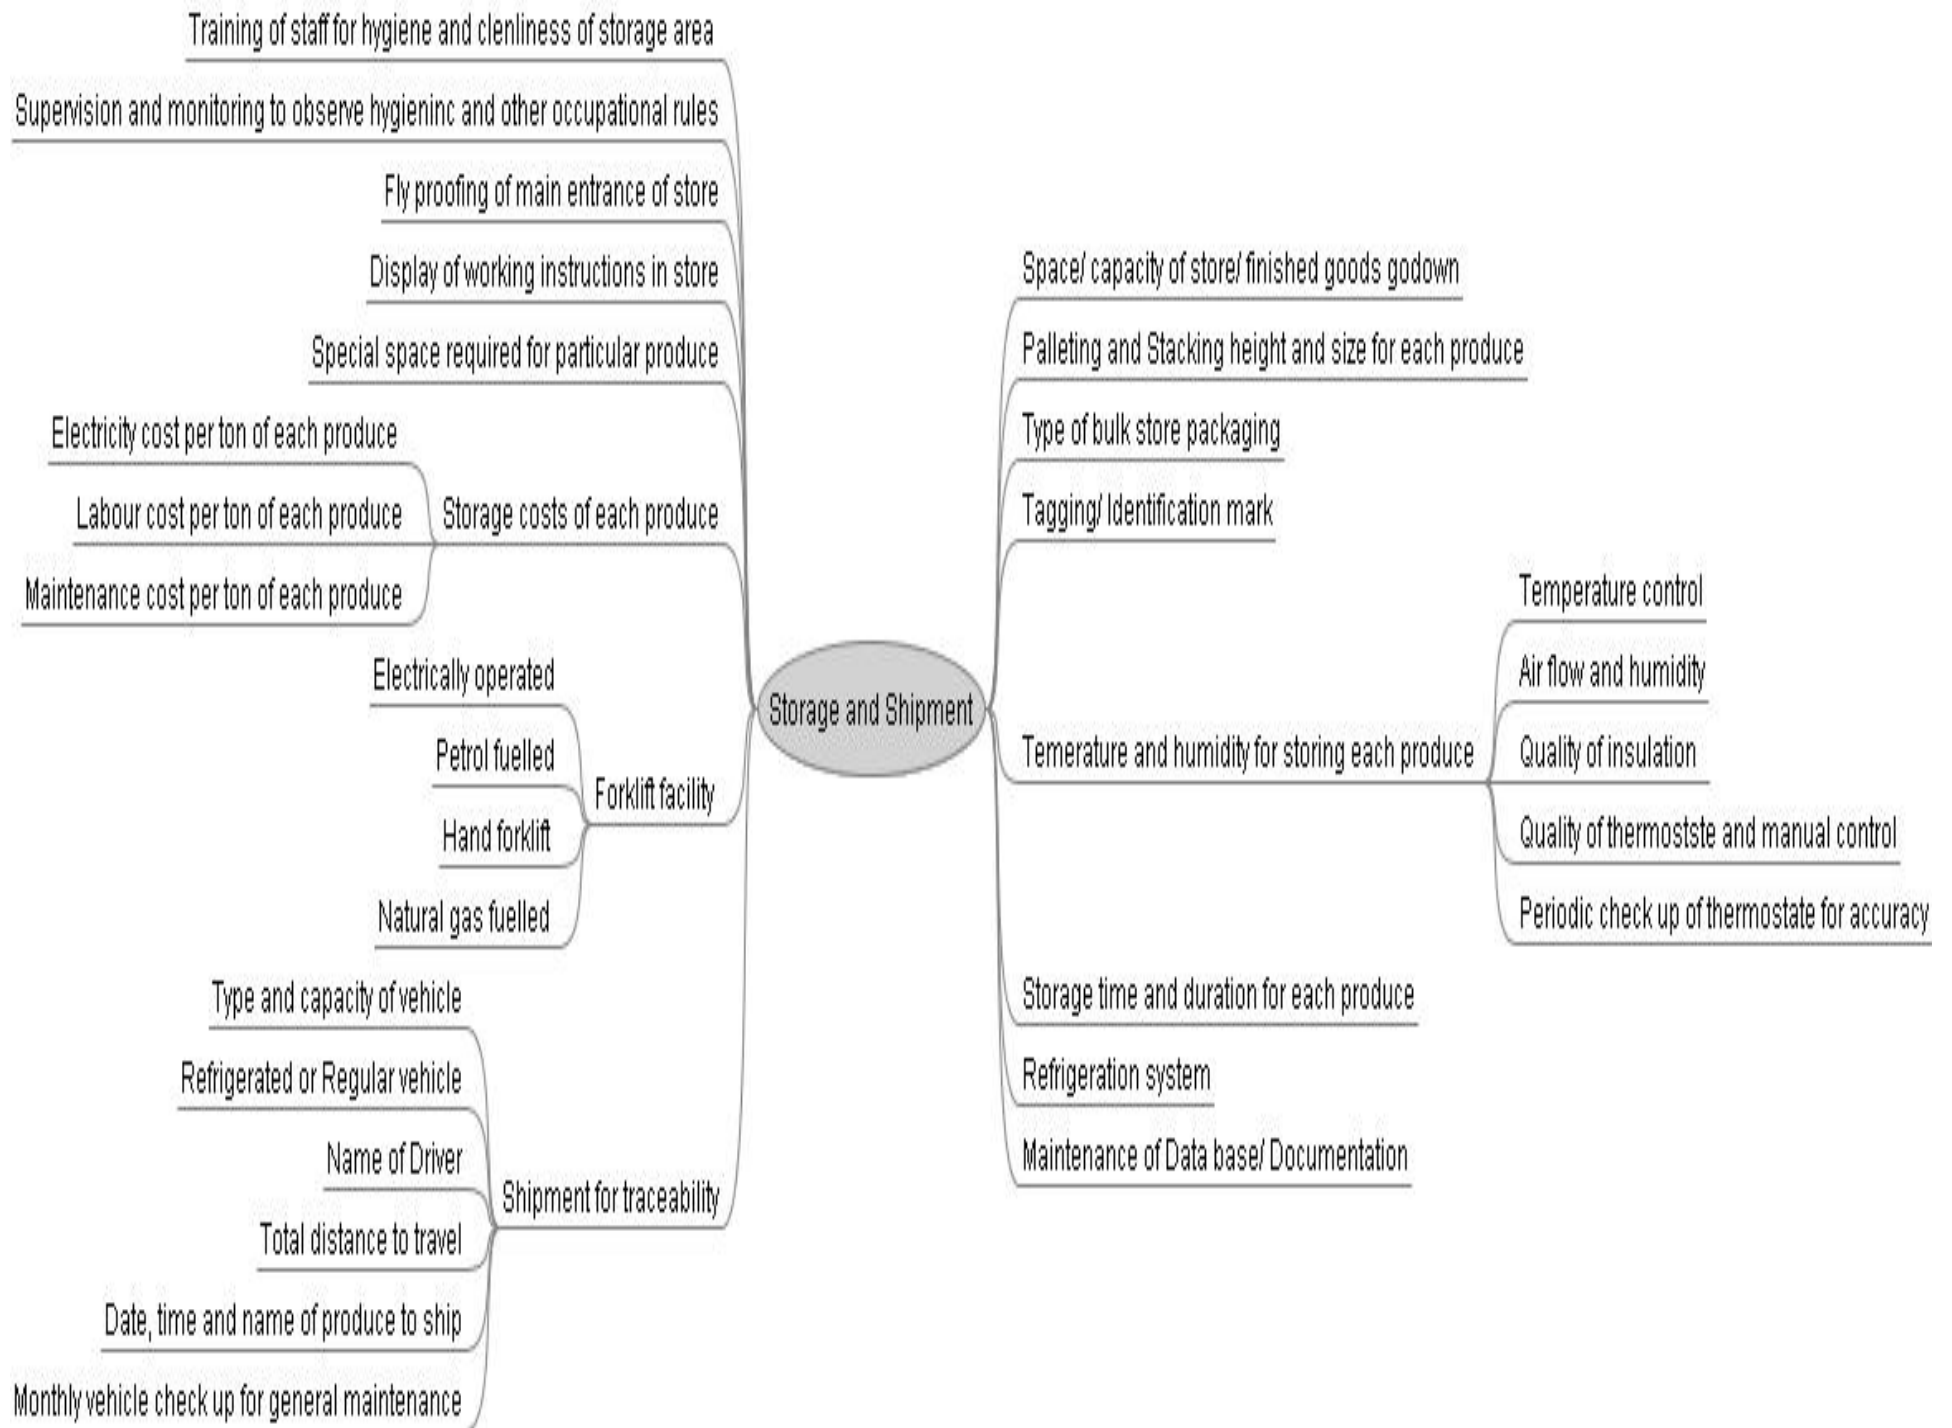 Training of staff for hygiene and clenliness of storage area
Supervision and monitoring to observe hygieninc and other occupational rules
Fly proofing of main entrance of store
Display of working instructions in store
Special space required for particular produce
Electricity cost per ton of each produce
Labour cost per ton of each produce
Maintenance cost per ton of each produce
Storage costs of each produce
Electrically operated
Petrol fuelled
Hand forklift
Natural gas fuelled
Forklift facility
Type and capacity of vehicle
Refrigerated or Regular vehicle
Name of Driver
Total distance to travel
Date, time and name of produce to ship
Monthly vehicle check up for general maintenance
Shipment for traceability
Storage and Shipment
Space/ capacity of store/ finished goods godown
Palleting and Stacking height and size for each produce
Type of bulk store packaging
Tagging/ Identification mark
Temerature and humidity for storing each produce
Temperature control
Air flow and humidity
Quality of insulation
Quality of thermostste and manual control
Periodic check up of thermostate for accuracy
Storage time and duration for each produce
Refrigeration system
Maintenance of Data base/ Documentation